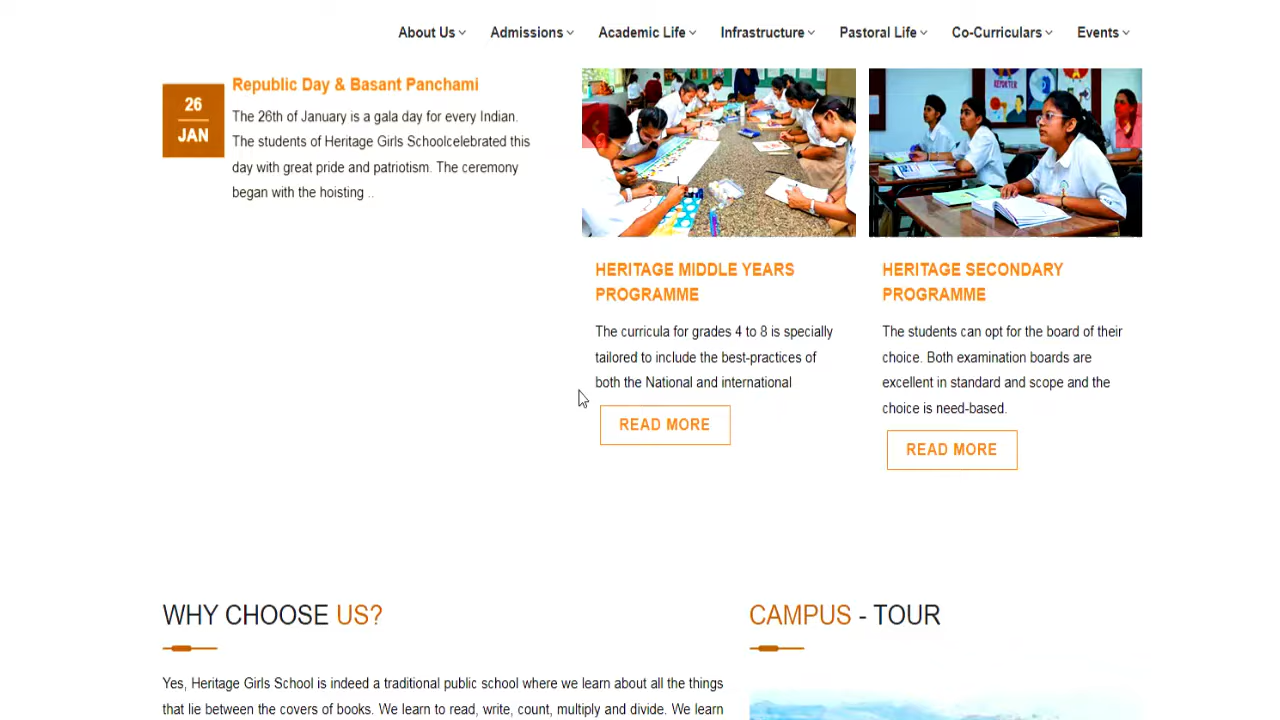 About Us Admissions Academic Life Infrastructure Pastoral Life Co-Curriculars Events
26
JAN
Republic Day & Basant Panchami
The 26th of January is a gala day for every Indian.
The students of Heritage Girls Schoolcelebrated this
day with great pride and patriotism. The ceremony
began with the hoisting ..
REPORTER
HERITAGE MIDDLE YEARS
PROGRAMME
The curricula for grades 4 to 8 is specially
tailored to include the best-practices of
both the National and international
READ MORE
HERITAGE SECONDARY
PROGRAMME
The students can opt for the board of their
choice. Both examination boards are
excellent in standard and scope and the
choice is need-based.
READ MORE
WHY CHOOSE US?
Yes, Heritage Girls School is indeed a traditional public school where we learn about all the things
that lie between the covers of books. We learn to read, write, count, multiply and divide. We learn
CAMPUS - TOUR